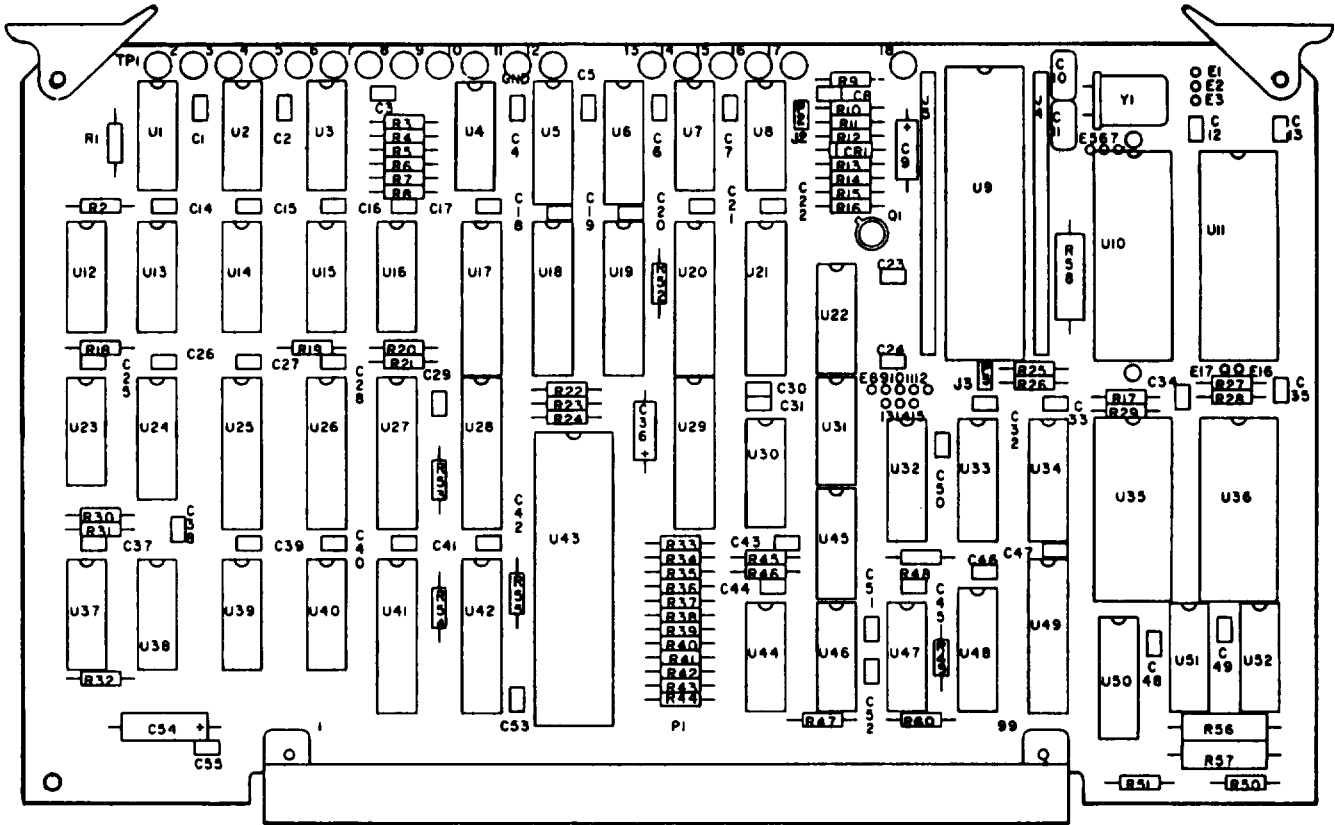 TP1 2 3 4 5 6 7 8 9 10 11 12 13 14 15 16 17 18
GND C5
C3 R9 C8 C10 Y1 E1
E2
E3
R1 U1 C1 U2 C2 U3 R3 U4 C4 U5 U6 C6 U7 C7 U8 R10 C9 U9 C11 C12 C13
R4 R11
R5 R12 E567
R6 CR1
R7 R13
R8 R14
R15
R2 C14 C15 C16 C17 C18 C19 C20 C21 C22 R16
Q1
U12 U13 U14 U15 U16 U17 U18 U19 R52 U20 U21 C23 R58 U10 U11
U22
R18 C26 R19 R20 C24
C25 C27 C28 R21 C29 J3 R25 E17 E16
R26 R27
R22 C30 E8910 11 12 R17 C34 R28 C35
R23 C31 131415 C32 C33 R29
R24 C36
U23 U24 U25 U26 U27 U28 U29 U30 U31 U32 C50 U33 U34 U35 U36
R53
R30 C38 C42 U43 U45
R31
C37 C39 C40 C41 R33 C43 C47
R34 R45
R35 R46 R48 C46
R36 C44
U37 U38 U39 U40 U41 U42 R37 C51 C45
R38
R39
R40 U44 U46 U47 U48 U49 U50 C48 U51 C49 U52
R41
R32 R42
R43
R44
C54 1 C53 P1 R47 C52 R60 99 R56
C55 R57
R51 R50